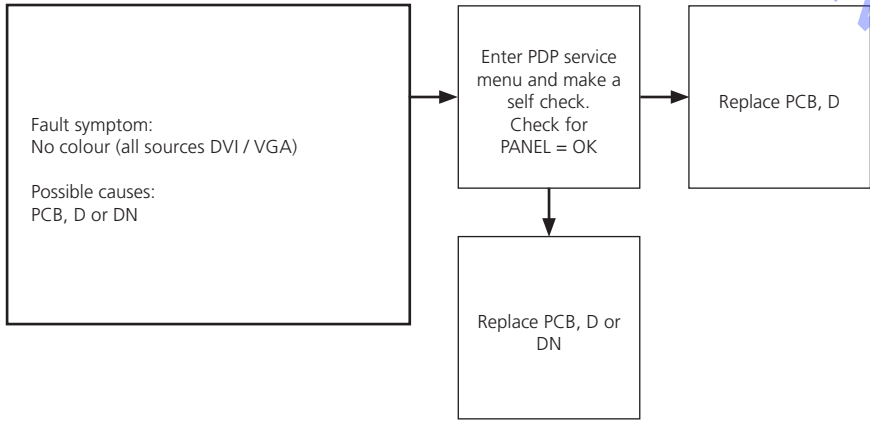 Fault symptom:
No colour (all sources DVI / VGA)
Possible causes:
PCB, D or DN
Enter PDP service
menu and make a
self check.
Check for
PANEL = OK
Replace PCB, D
Replace PCB, D or
DN